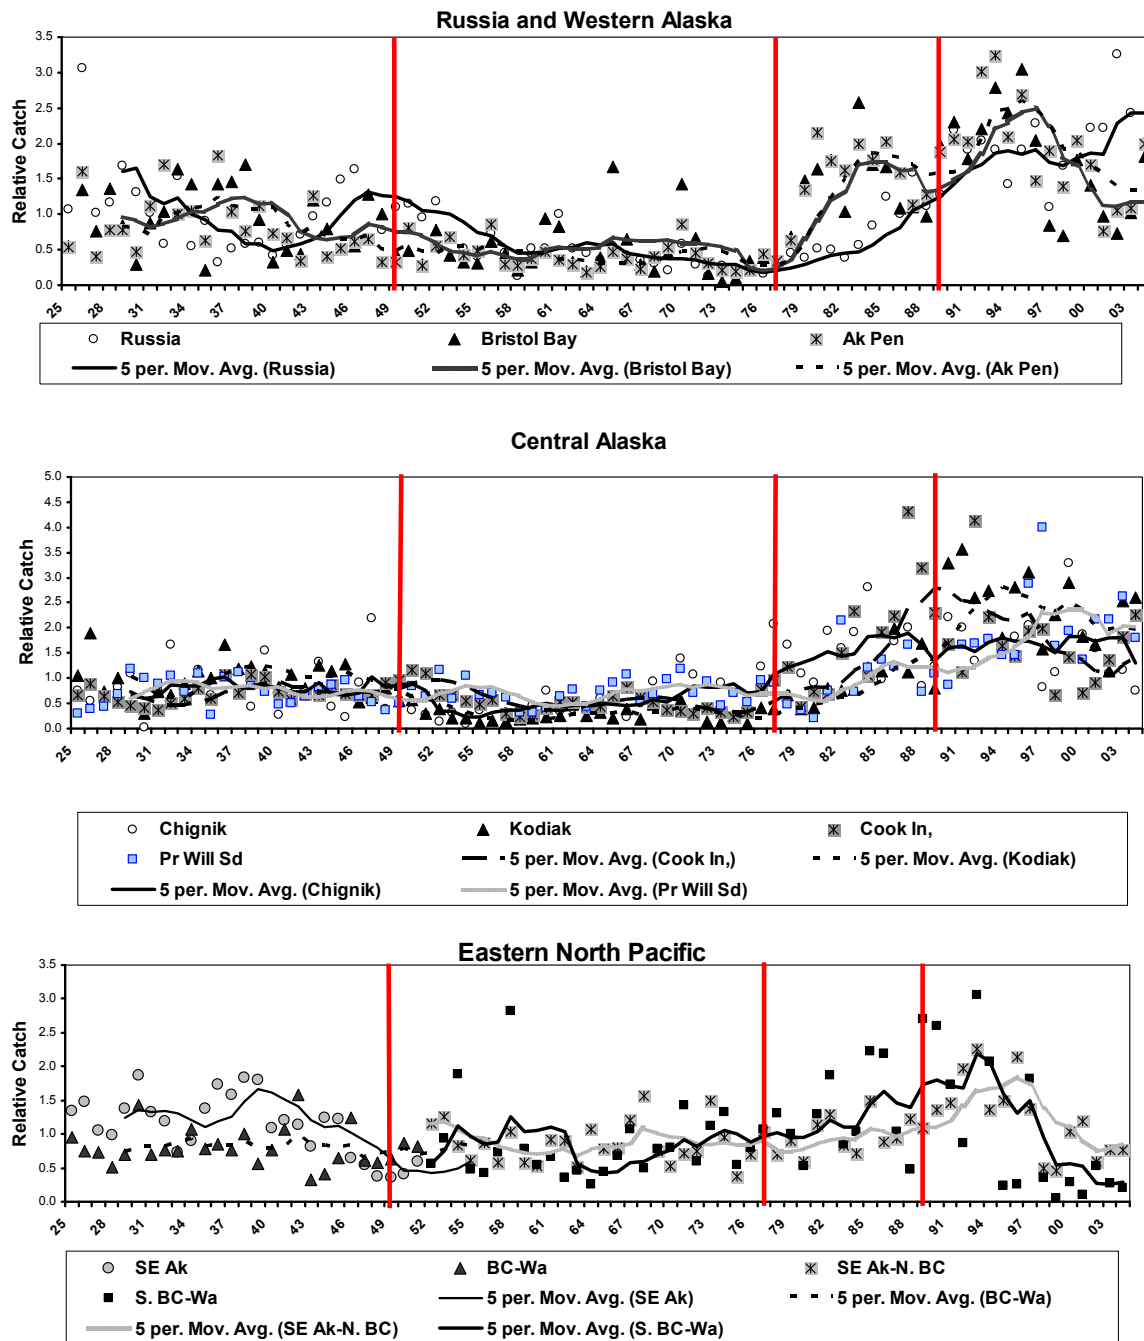 Russia and Western Alaska
3.5
3.0
2.5
2.0
1.5
1.0
0.5
0.0
Relative Catch
25 28 31 34 37 40 43 46 49 52 55 58 61 64 67 70 73 76 79 82 85 88 91 94 97 00 03
Russia Bristol Bay Ak Pen
5 per. Mov. Avg. (Russia) 5 per. Mov. Avg. (Bristol Bay) 5 per. Mov. Avg. (Ak Pen)
Central Alaska
5.0
4.5
4.0
3.5
3.0
2.5
2.0
1.5
1.0
0.5
0.0
Relative Catch
25 28 31 34 37 40 43 46 49 52 55 58 61 64 67 70 73 76 79 82 85 88 91 94 97 00 03
Chignik Kodiak Cook In,
Pr Will Sd 5 per. Mov. Avg. (Cook In,) 5 per. Mov. Avg. (Kodiak)
5 per. Mov. Avg. (Chignik) 5 per. Mov. Avg. (Pr Will Sd)
Eastern North Pacific
3.5
3.0
2.5
2.0
1.5
1.0
0.5
0.0
Relative Catch
25 28 31 34 37 40 43 46 49 52 55 58 61 64 67 70 73 76 79 82 85 88 91 94 97 00 03
SE Ak BC-Wa SE Ak-N. BC
S. BC-Wa 5 per. Mov. Avg. (SE Ak) 5 per. Mov. Avg. (BC-Wa)
5 per. Mov. Avg. (SE Ak-N. BC) 5 per. Mov. Avg. (S. BC-Wa)